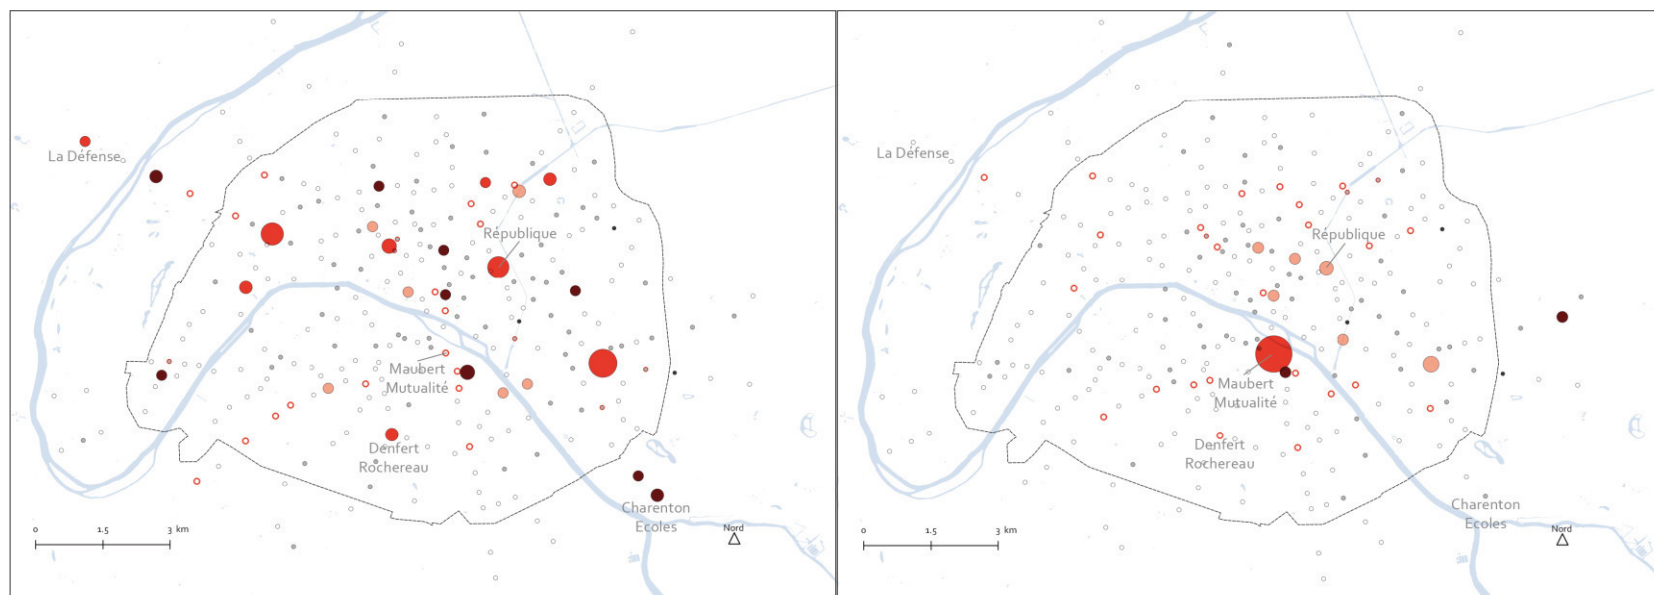 La Défense
République
Maubert
Mutualité
Denfert
Rochereau
Charenton
Ecoles
0 1.5 3 km
Nord
La Défense
République
Maubert
Mutualité
Denfert
Rochereau
Charenton
Ecoles
0 1.5 3 km
Nord